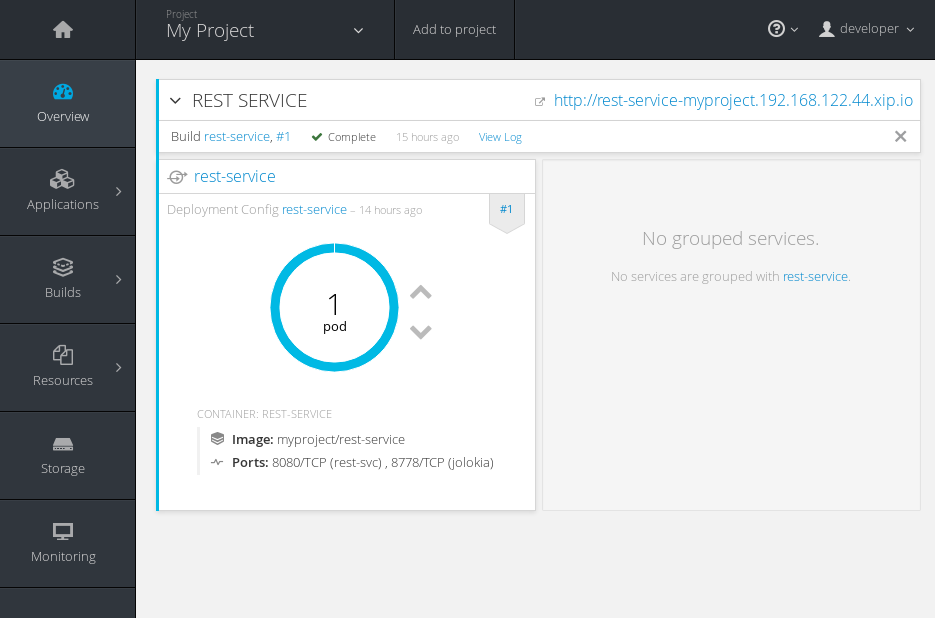 Project
My Project
Add to project
developer
Overview
Applications
Builds
Resources
Storage
Monitoring
REST SERVICE
http://rest-service-myproject.192.168.122.44.xip.io
Build rest-service, #1 Complete 15 hours ago View Log
rest-service
Deployment Config rest-service – 14 hours ago
#1
1
pod
CONTAINER: REST-SERVICE
Image: myproject/rest-service
Ports: 8080/TCP (rest-svc) , 8778/TCP (jolokia)
No grouped services.
No services are grouped with rest-service.